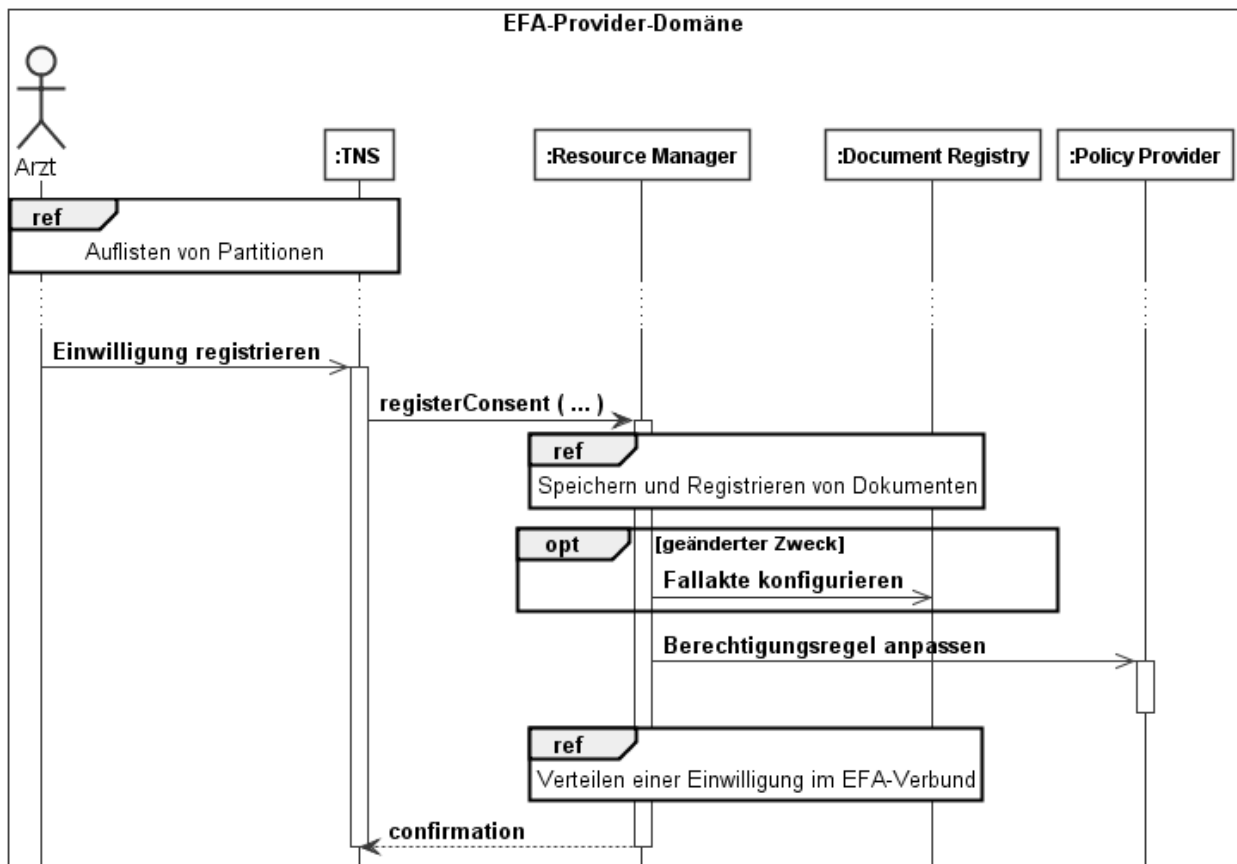 EFA-Provider-Domäne
Arzt
:TNS
:Resource Manager
:Document Registry
:Policy Provider
ref
Auflisten von Partitionen
Einwilligung registrieren
registerConsent ( ... )
ref
Speichern und Registrieren von Dokumenten
opt
[geänderter Zweck]
Fallakte konfigurieren
Berechtigungsregel anpassen
ref
Verteilen einer Einwilligung im EFA-Verbund
confirmation